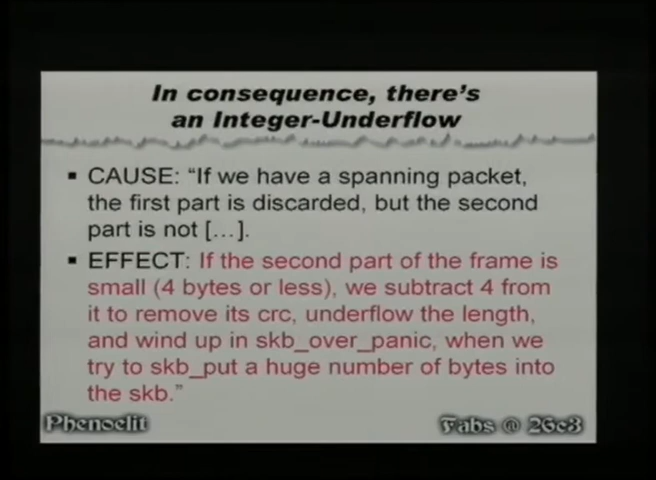 In consequence, there's
an Integer-Underflow
▪ CAUSE: “If we have a spanning packet,
the first part is discarded, but the second
part is not [...].
▪ EFFECT: If the second part of the frame is
small (4 bytes or less), we subtract 4 from
it to remove its crc, underflow the length,
and wind up in skb_over_panic, when we
try to skb_put a huge number of bytes into
the skb.”
Phenoelit
Fabs @ 26c3